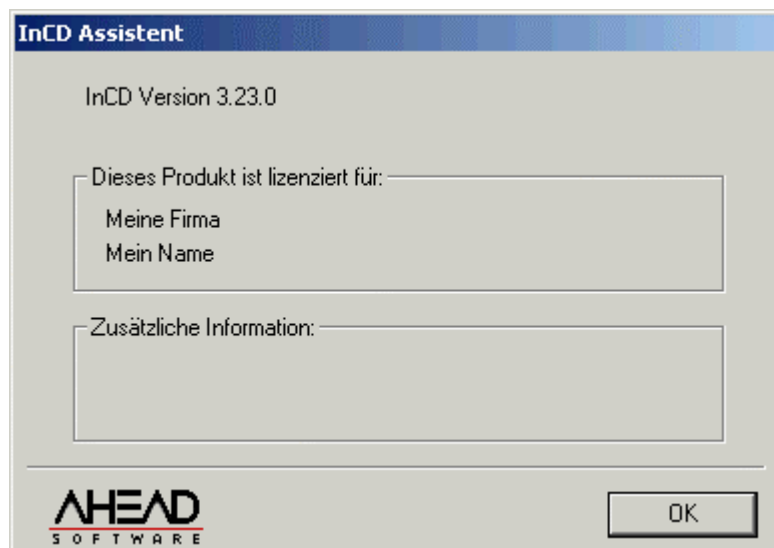 InCD Assistent
InCD Version 3.23.0
Dieses Produkt ist lizenziert für:
Meine Firma
Mein Name
Zusätzliche Information:
AHEAD
SOFTWARE
OK